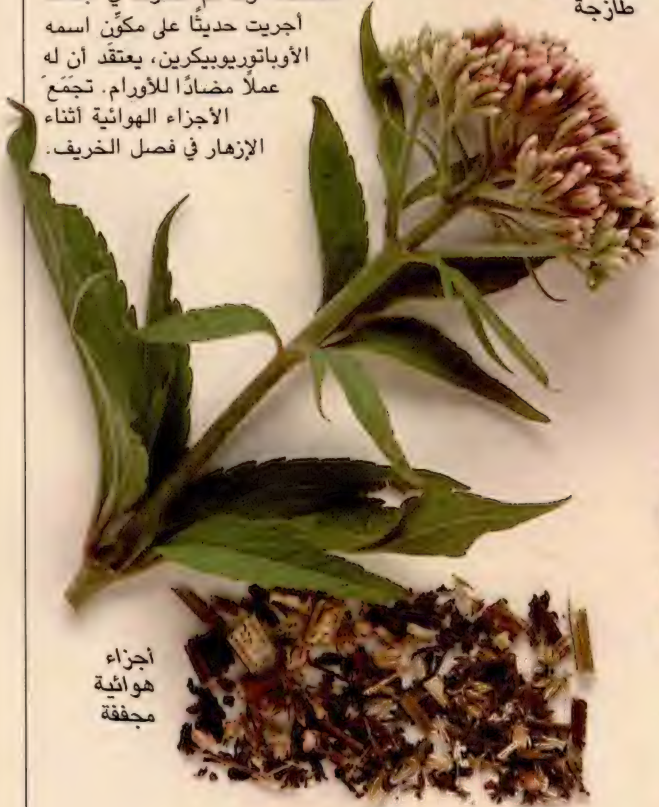 طازجة
أجريت حديثًا على مكوِّن اسمه
الأوباتوريوبيكرين، يعتقَد أن له
عملاً مضادًا للأورام. تجمَع
الأجزاء الهوائية أثناء
الإزهار في فصل الخريف.
أجزاء
هوائية
مجففة